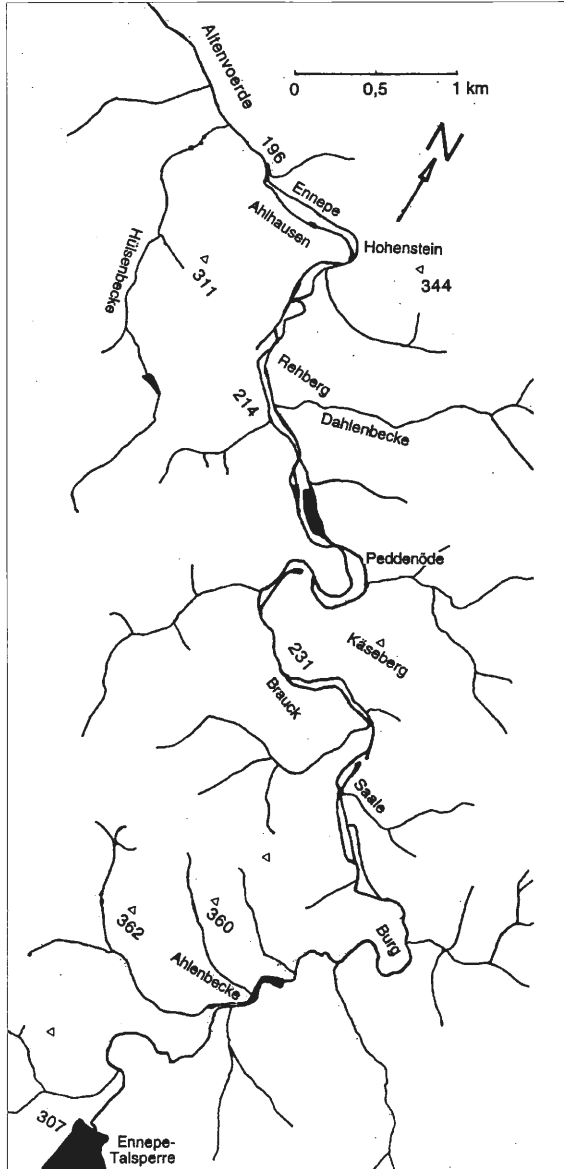 Altenvoerde
0 0,5 1 km
N
196
Ennepe
Ahlhausen
Hohenstein
Hülsenbecke
311
344
Rehberg
214
Dahlenbecke
Peddenöde
Käseberg
231
Brauck
Saale
362
360
Burg
Ahlenbecke
307
Ennepe-
Talsperre